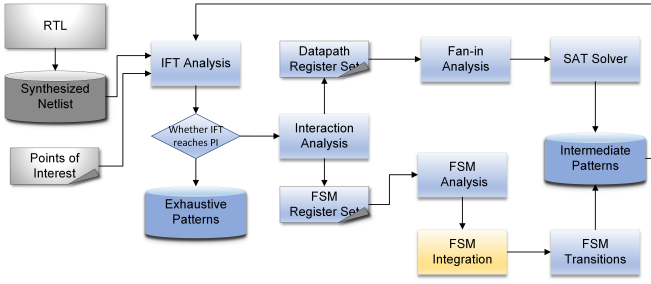 RTL
Synthesized
Netlist
Points of
Interest
IFT Analysis
Whether IFT
reaches PI
Exhaustive
Patterns
Datapath
Register Set
Interaction
Analysis
FSM
Register Set
Fan-in
Analysis
FSM
Analysis
FSM
Integration
SAT Solver
Intermediate
Patterns
FSM
Transitions